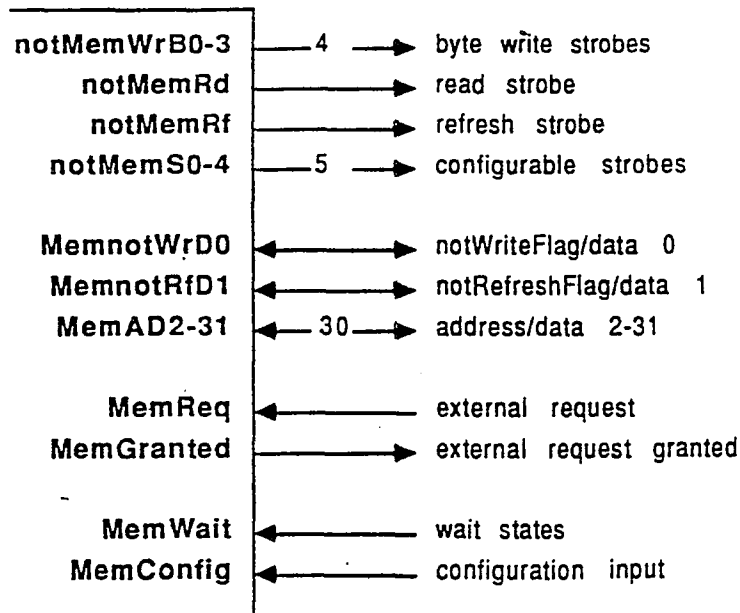 notMemWrB0-3 4 byte write strobes
notMemRd read strobe
notMemRf refresh strobe
notMemS0-4 5 configurable strobes
MemnotWrD0 notWriteFlag/data 0
MemnotRfD1 notRefreshFlag/data 1
MemAD2-31 30 address/data 2-31
MemReq external request
MemGranted external request granted
MemWait wait states
MemConfig configuration input